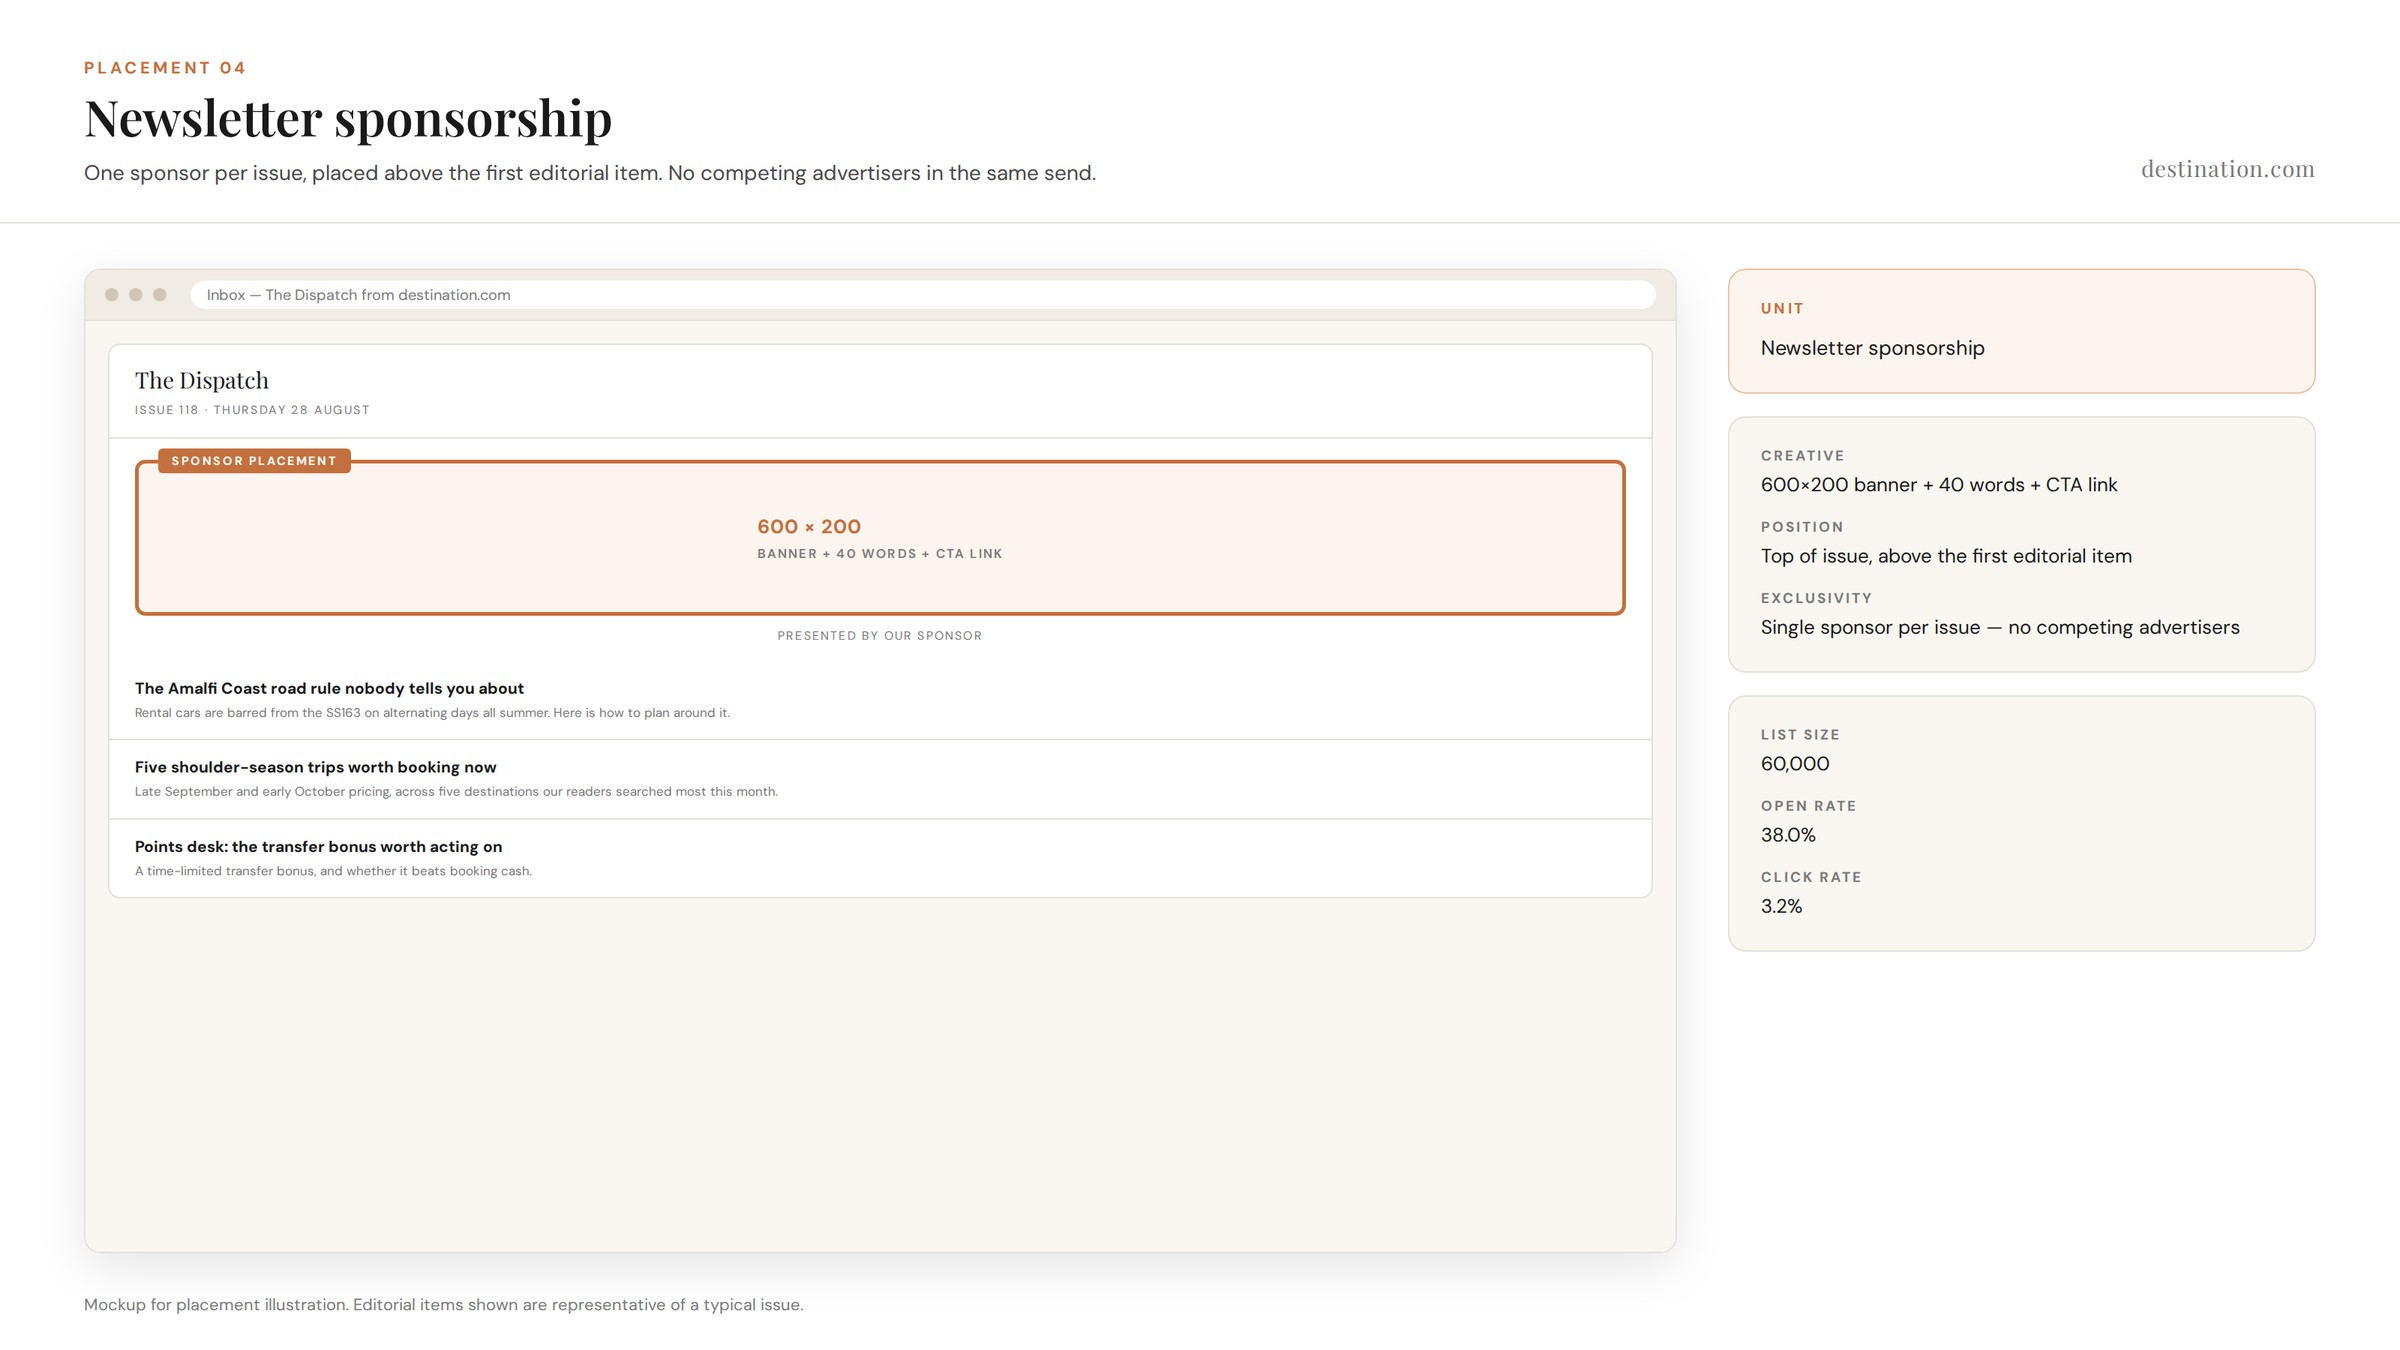 PLACEMENT 04
Newsletter sponsorship
One sponsor per issue, placed above the first editorial item. No competing advertisers in the same send.
destination.com
Inbox — The Dispatch from destination.com
The Dispatch
ISSUE 118 · THURSDAY 28 AUGUST
SPONSOR PLACEMENT
600 × 200
BANNER + 40 WORDS + CTA LINK
PRESENTED BY OUR SPONSOR
The Amalfi Coast road rule nobody tells you about
Rental cars are barred from the SS163 on alternating days all summer. Here is how to plan around it.
Five shoulder-season trips worth booking now
Late September and early October pricing, across five destinations our readers searched most this month.
Points desk: the transfer bonus worth acting on
A time-limited transfer bonus, and whether it beats booking cash.
UNIT
Newsletter sponsorship
CREATIVE
600×200 banner + 40 words + CTA link
POSITION
Top of issue, above the first editorial item
EXCLUSIVITY
Single sponsor per issue — no competing advertisers
LIST SIZE
60,000
OPEN RATE
38.0%
CLICK RATE
3.2%
Mockup for placement illustration. Editorial items shown are representative of a typical issue.